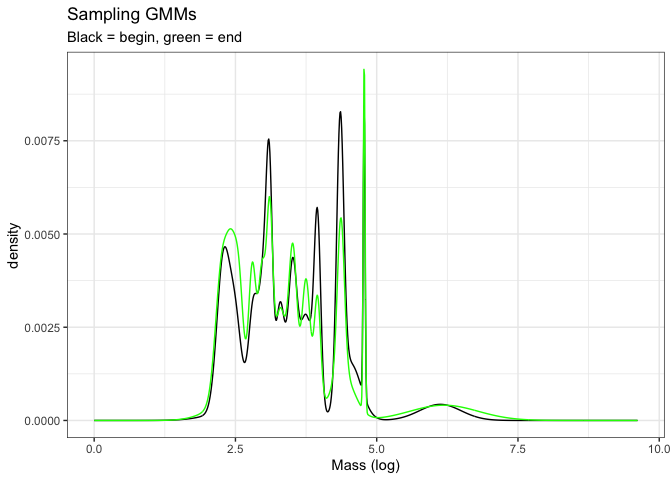 Sampling GMMs
Black = begin, green = end
0.0075
0.0050
0.0025
0.0000
density
0.0
2.5
5.0
7.5
10.0
Mass (log)